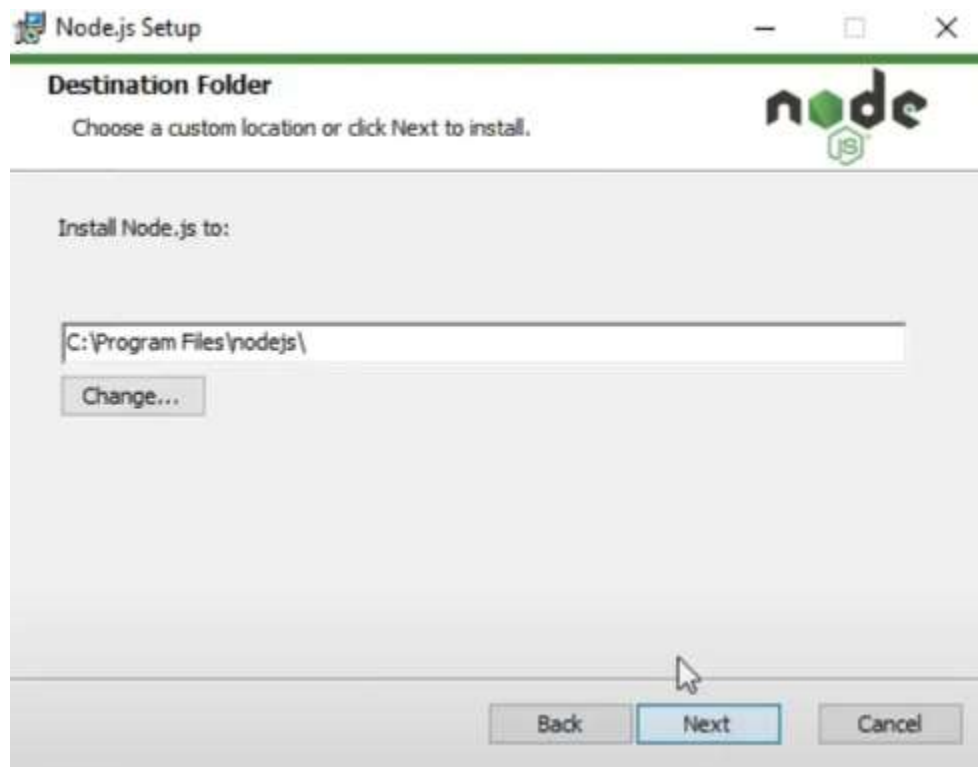 Node.js Setup
Destination Folder
Choose a custom location or click Next to install.
node
JS
Install Node.js to:
C:\Program Files\nodejs\
Change...
Back
Next
Cancel